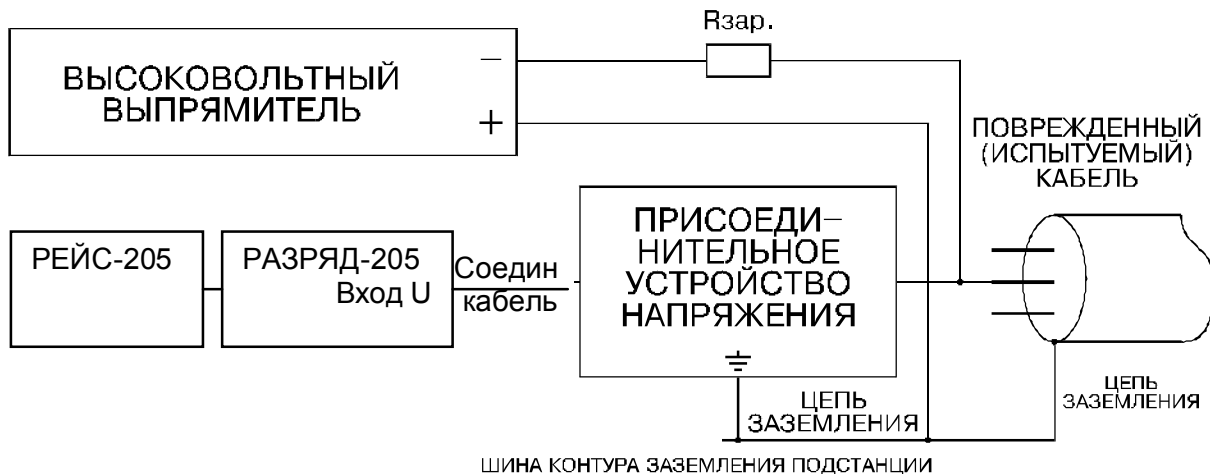 Rзар.
ВЫСОКОВОЛЬТНЫЙ
ВЫПРЯМИТЕЛЬ
−
+
ПОВРЕЖДЕННЫЙ
(ИСПЫТУЕМЫЙ)
КАБЕЛЬ
РЕЙС-205
РАЗРЯД-205
Вход U
Соедин
кабель
ПРИСОЕДИ−
НИТЕЛЬНОЕ
УСТРОЙСТВО
НАПРЯЖЕНИЯ
ЦЕПЬ
ЗАЗЕМЛЕНИЯ
ЦЕПЬ
ЗАЗЕМЛЕНИЯ
ШИНА КОНТУРА ЗАЗЕМЛЕНИЯ ПОДСТАНЦИИ